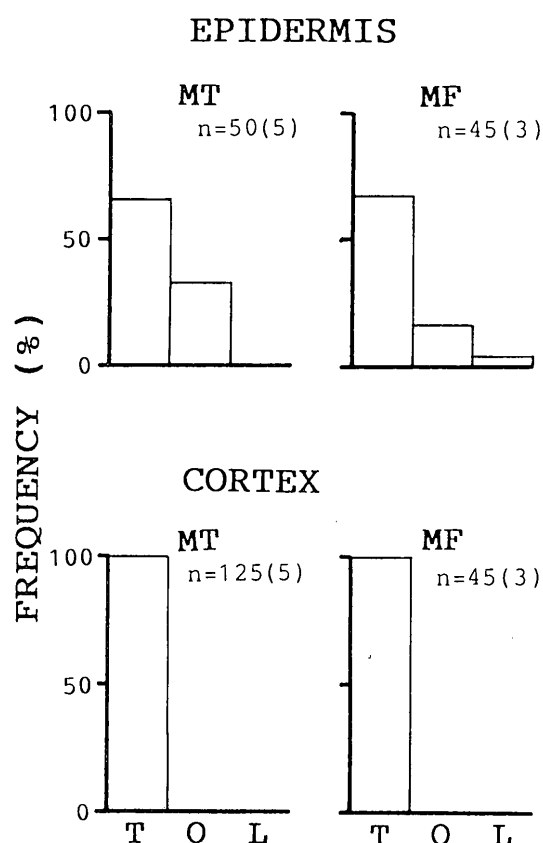 EPIDERMIS
MT
n=50(5)
MF
n=45(3)
100
50
0
FREQUENCY (%)
CORTEX
MT
n=125(5)
MF
n=45(3)
100
50
0
T O L
T O L